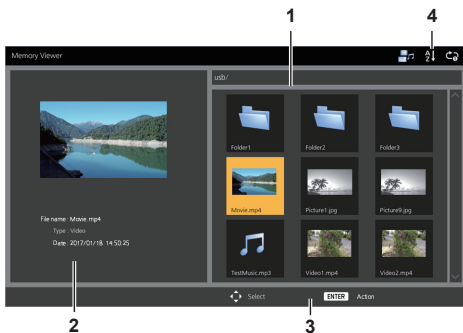 1
4
Memory Viewer
A
Z
usb/
Folder1
Folder2
Folder3
Movie.mp4
Picture1.jpg
Picture9.jpg
TestMusic.mp3
Video1.mp4
Video2.mp4
File name : Movie.mp4
Type : Video
Date : 2017/01/18 14:50:25
Select
ENTER
Action
2
3